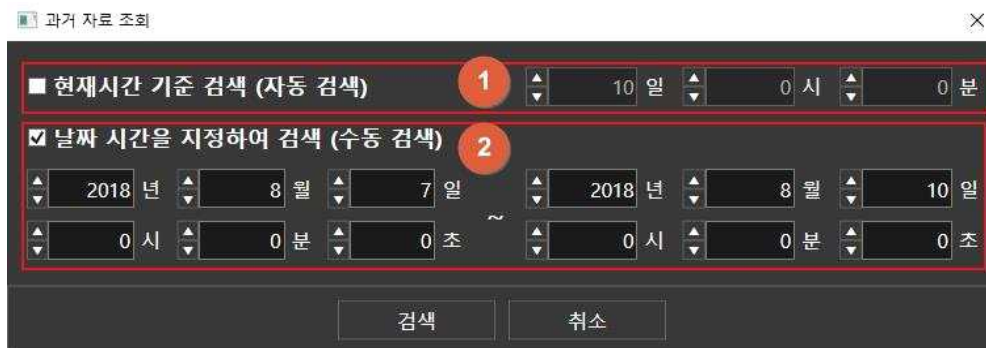 과거 자료 조회
현재시간 기준 검색 (자동 검색) 1 10 일 0 시 0 분
날짜 시간을 지정하여 검색 (수동 검색) 2
2018 년 8 월 7 일 ~ 2018 년 8 월 10 일
0 시 0 분 0 초 0 시 0 분 0 초
검색 취소